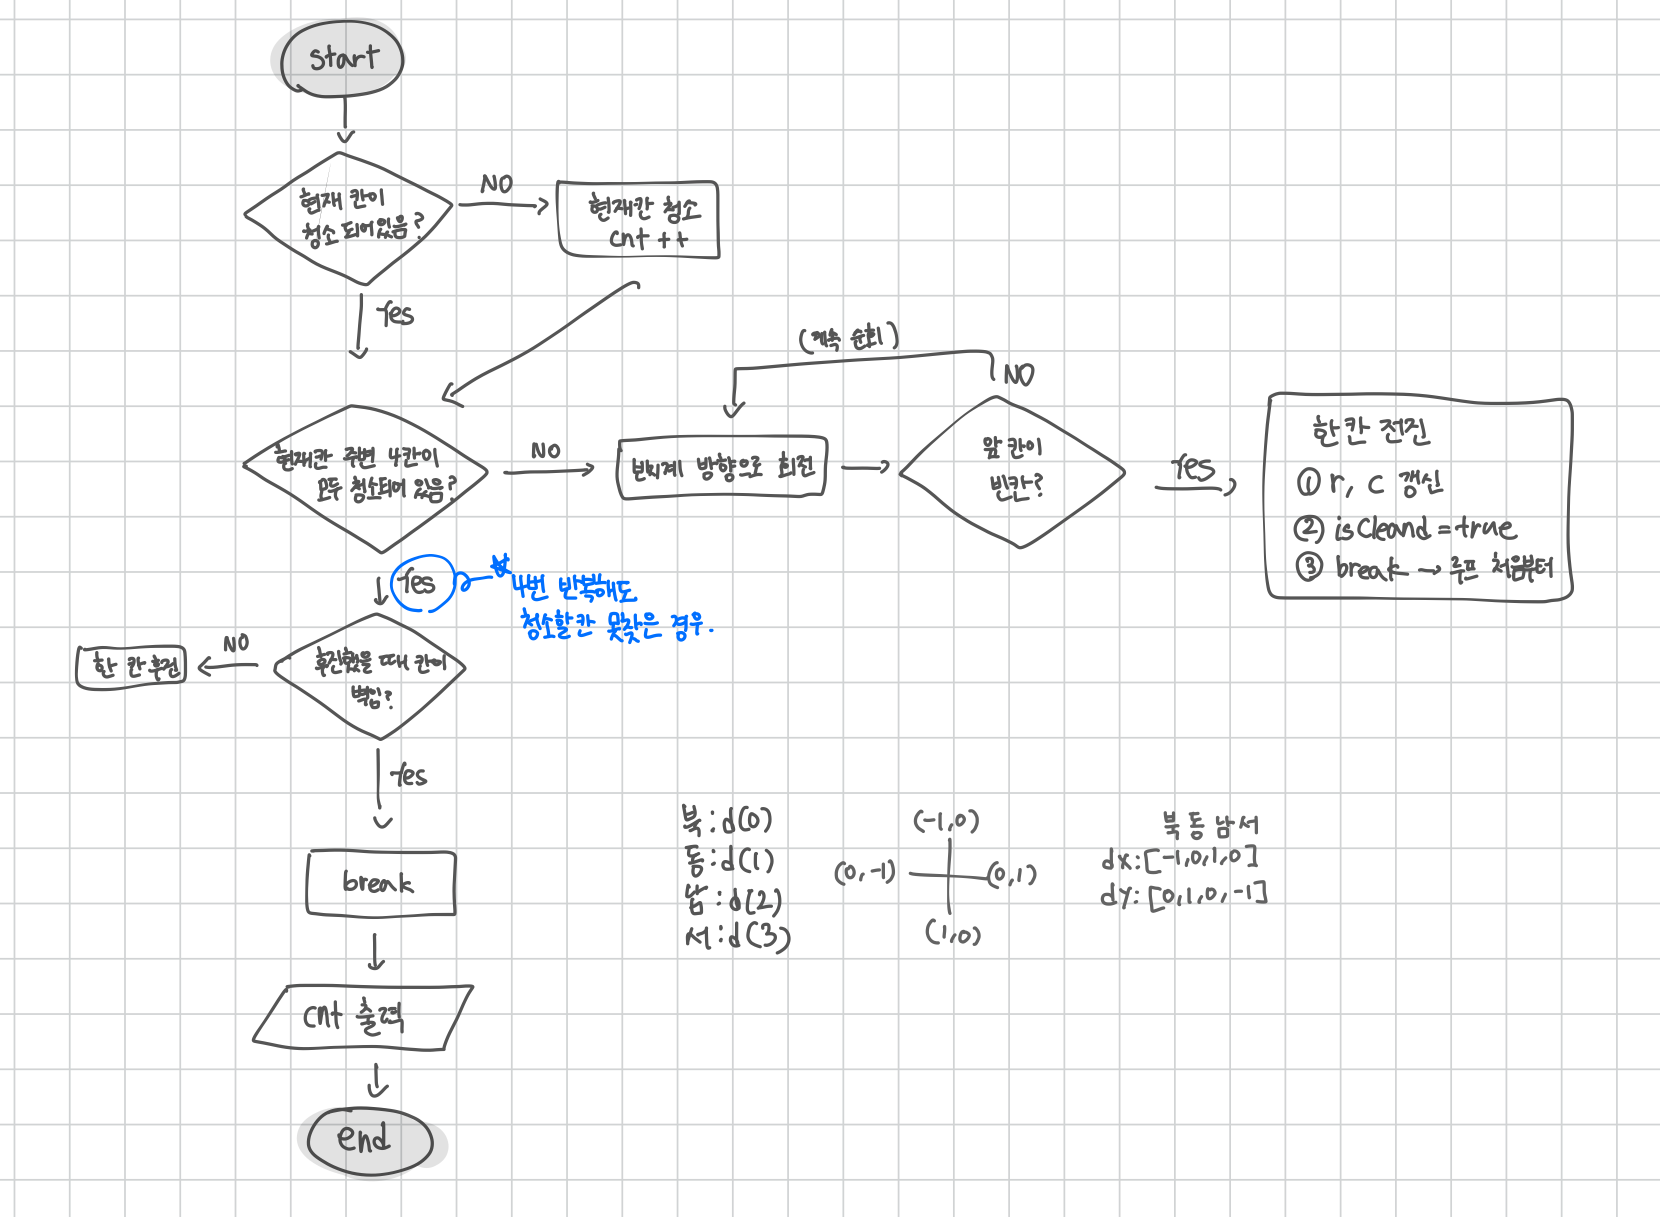 start
현재 칸이
청소 되어있음?
NO
현재칸 청소
cnt ++
Yes
(계속 순회)
NO
현재칸 주변 4칸이
모두 청소되어 있음?
NO
반시계 방향으로 회전
앞 칸이
빈칸?
Yes
한 칸 전진
① r, c 갱신
② isCleand = true
③ break → 루프 처음부터
Yes
★
4번 반복해도
청소할칸 못찾은 경우.
후진했을 때 칸이
벽임?
NO
한 칸 후진
Yes
break
cnt 출력
end
북 : d(0)
동 : d(1)
남 : d(2)
서 : d(3)
(-1,0)
(0,-1)
(0,1)
(1,0)
북 동 남 서
dx : [-1,0,1,0]
dy : [0,1,0,-1]